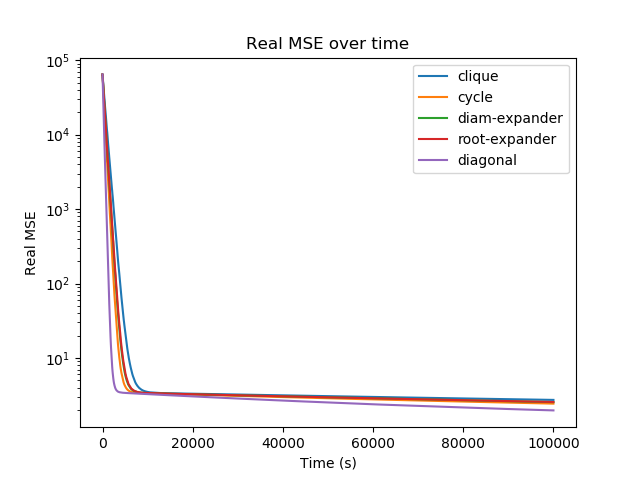 Real MSE over time
Real MSE
10^5
10^4
10^3
10^2
10^1
clique
cycle
diam-expander
root-expander
diagonal
0 20000 40000 60000 80000 100000
Time (s)